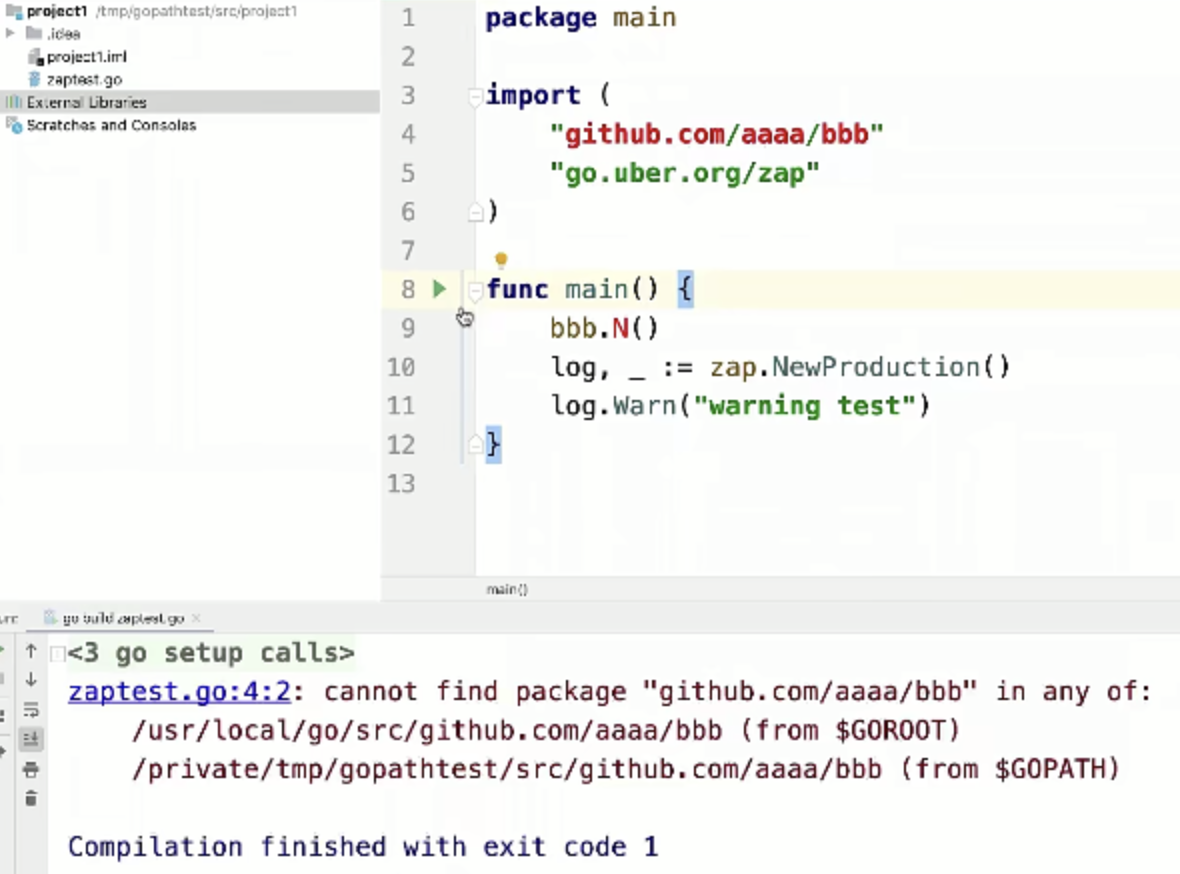 project1 /tmp/gopathtest/src/project1
.idea
project1.iml
zaptest.go
External Libraries
Scratches and Consoles
1 package main
2
3 import (
4 "github.com/aaaa/bbb"
5 "go.uber.org/zap"
6 )
7
8 func main() {
9 bbb.N()
10 log, _ := zap.NewProduction()
11 log.Warn("warning test")
12 }
13
main()
go build zaptest.go
<3 go setup calls>
zaptest.go:4:2: cannot find package "github.com/aaaa/bbb" in any of:
/usr/local/go/src/github.com/aaaa/bbb (from $GOROOT)
/private/tmp/gopathtest/src/github.com/aaaa/bbb (from $GOPATH)
Compilation finished with exit code 1